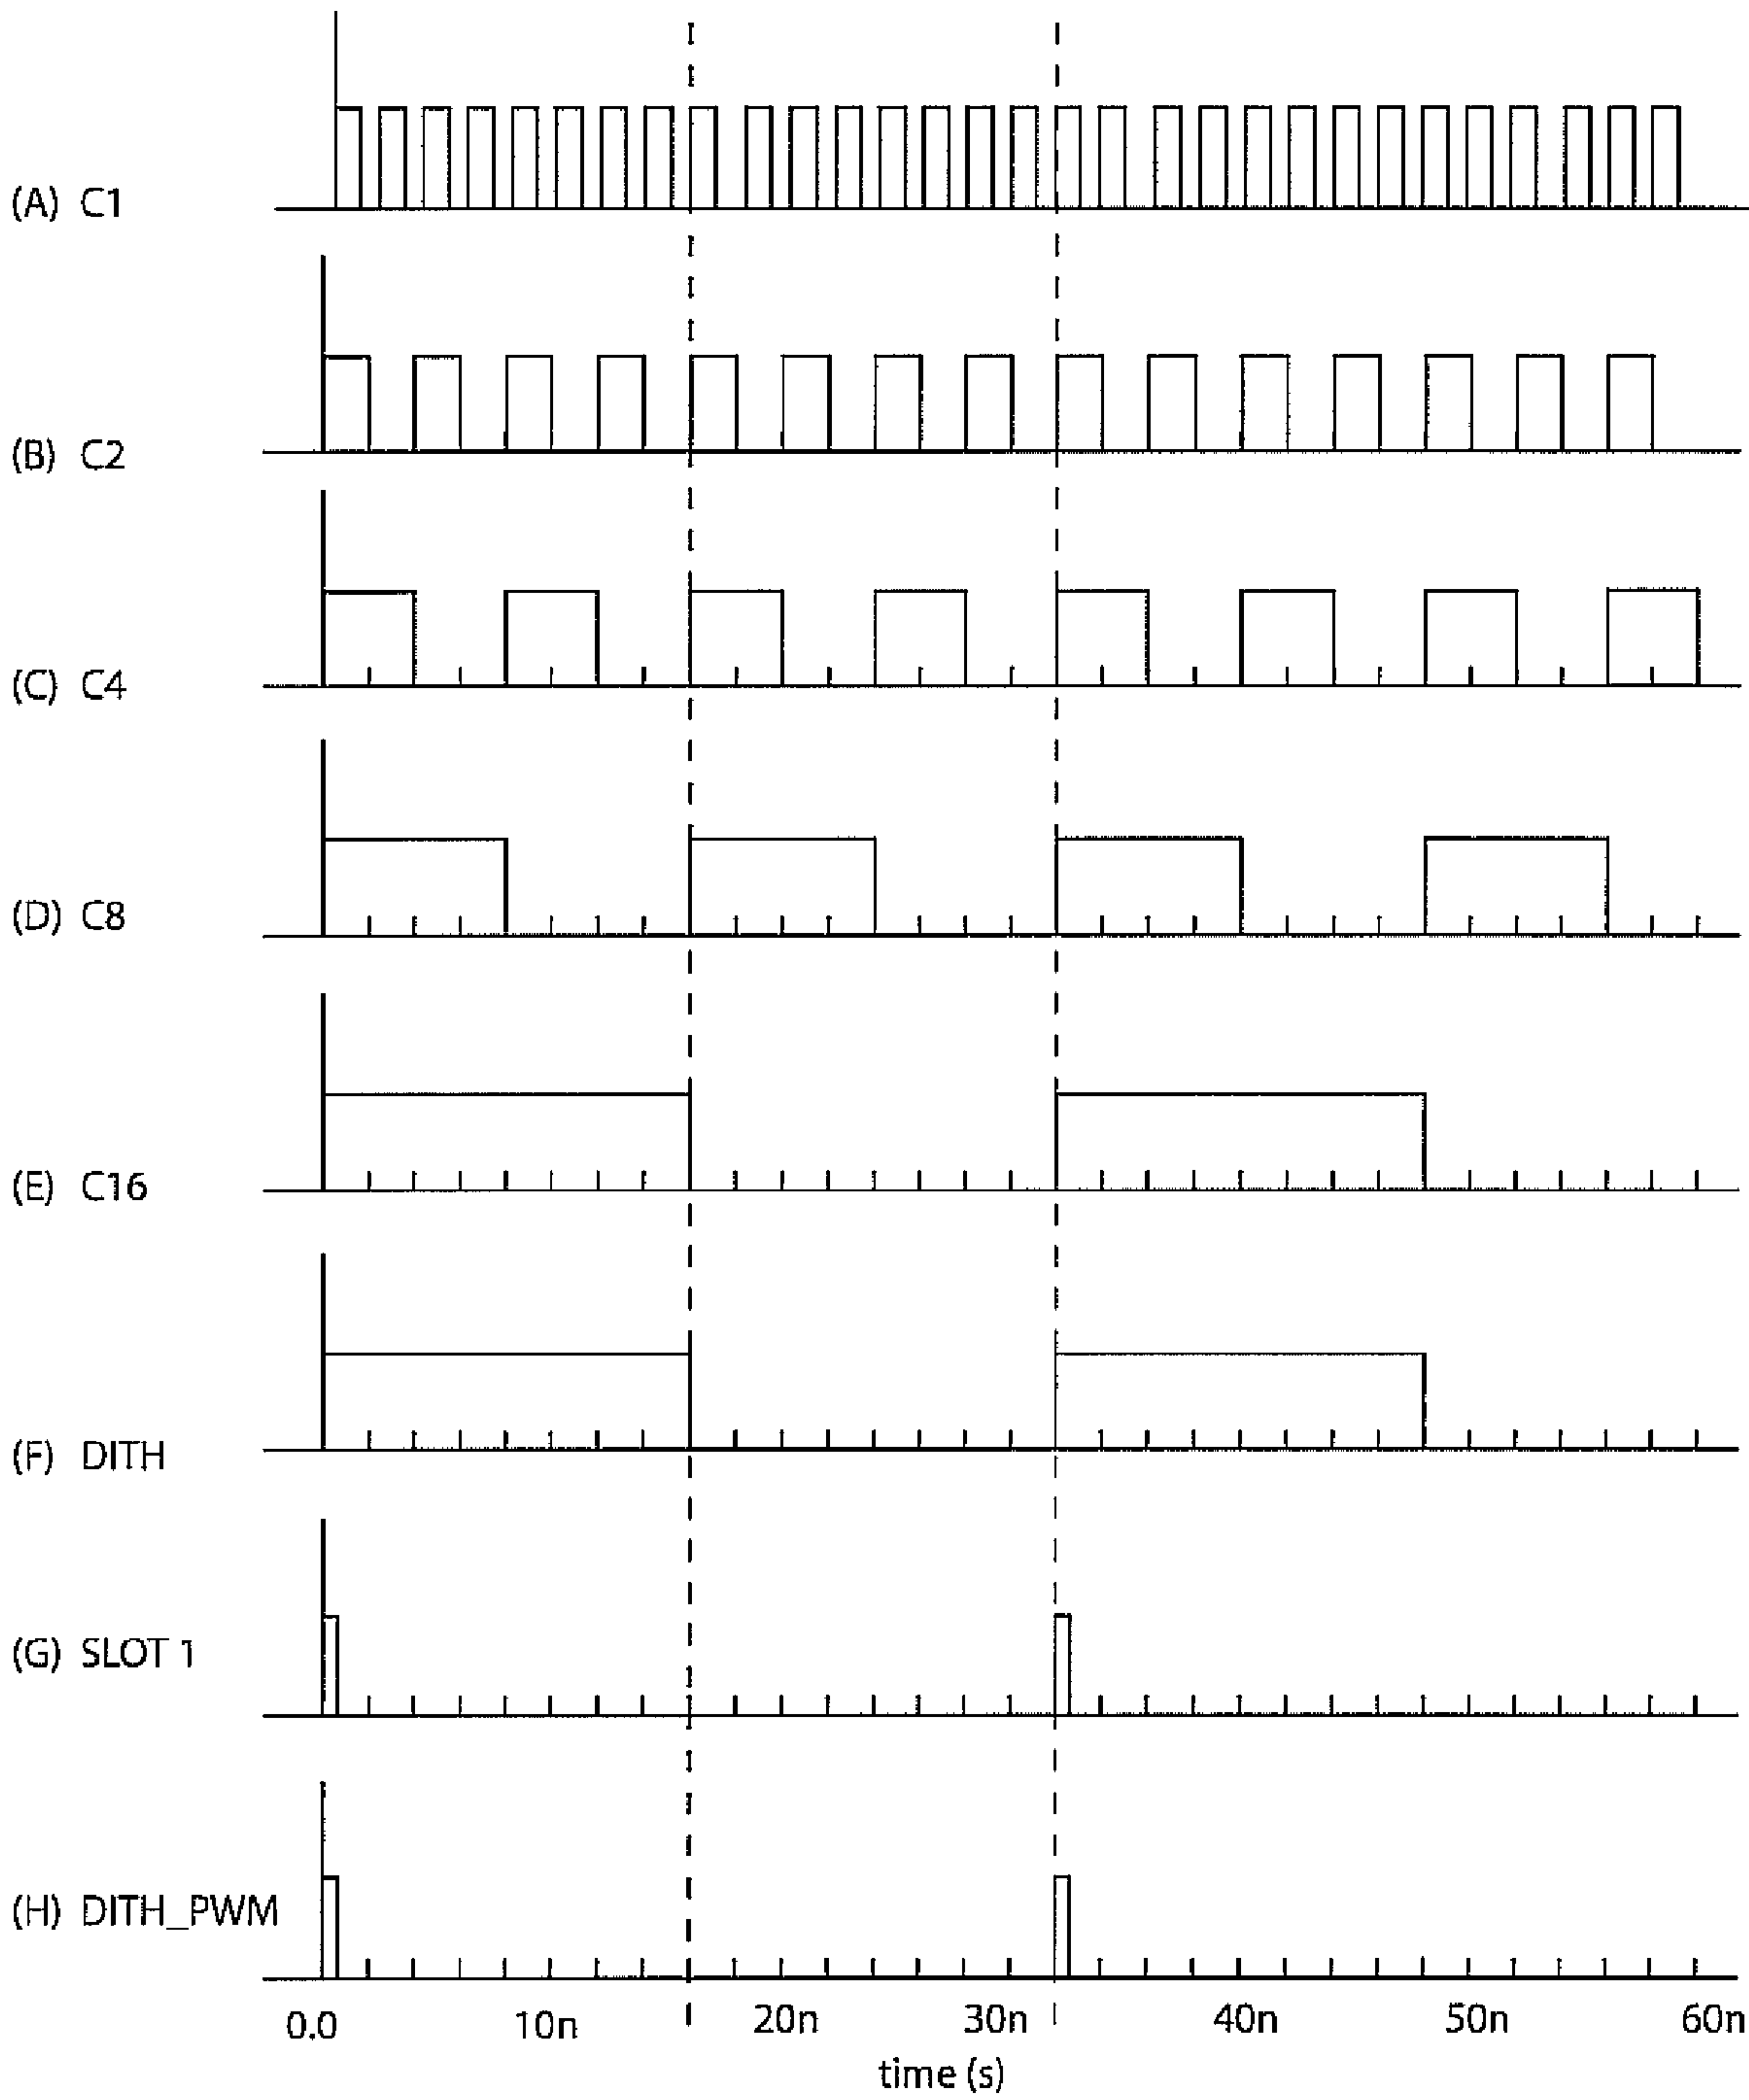 (A) C1
(B) C2
(C) C4
(D) C8
(E) C16
(F) DITH
(G) SLOT 1
(H) DITH_PWM
0.0 10n 20n 30n 40n 50n 60n
time (s)